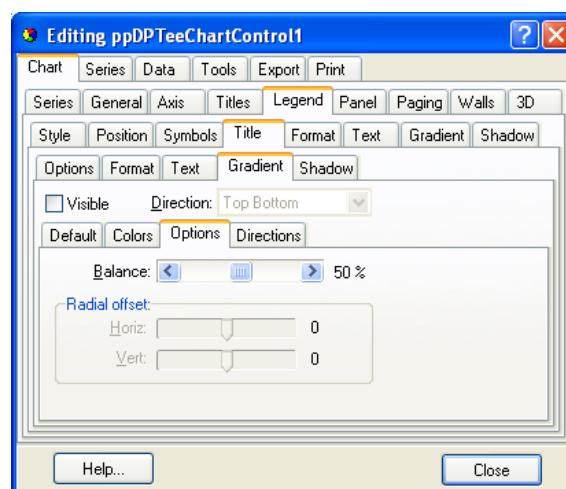 Editing ppDPTeeChartControl1
Chart Series Data Tools Export Print
Series General Axis Titles Legend Panel Paging Walls 3D
Style Position Symbols Title Format Text Gradient Shadow
Options Format Text Gradient Shadow
Visible Direction: Top Bottom
Default Colors Options Directions
Balance: 50 %
Radial offset:
Horiz: 0
Vert: 0
Help... Close